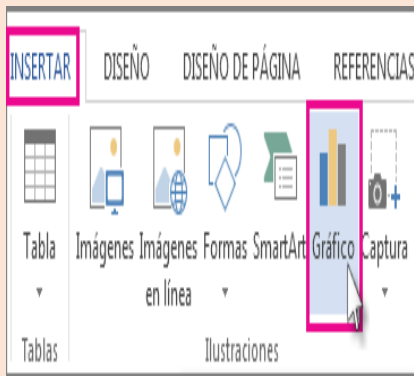 INSERTAR DISEÑO DISEÑO DE PÁGINA REFERENCIAS
Tabla Imágenes Imágenes Formas SmartArt Gráfico Captura
en línea
Tablas Ilustraciones